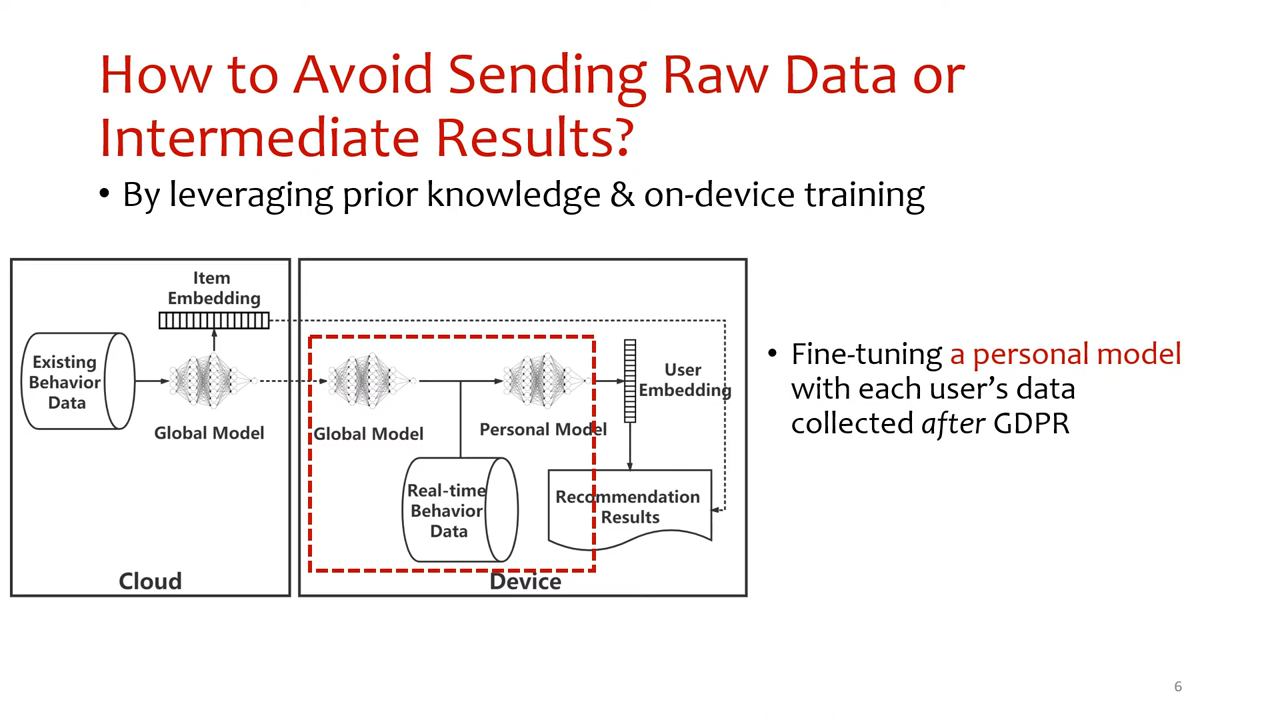 How to Avoid Sending Raw Data or
Intermediate Results?
• By leveraging prior knowledge & on-device training
Item
Embedding
Existing
Behavior
Data
Global Model
Global Model
Personal Model
User
Embedding
Real-time
Behavior
Data
Recommendation
Results
Cloud
Device
• Fine-tuning a personal model
with each user's data
collected after GDPR
6